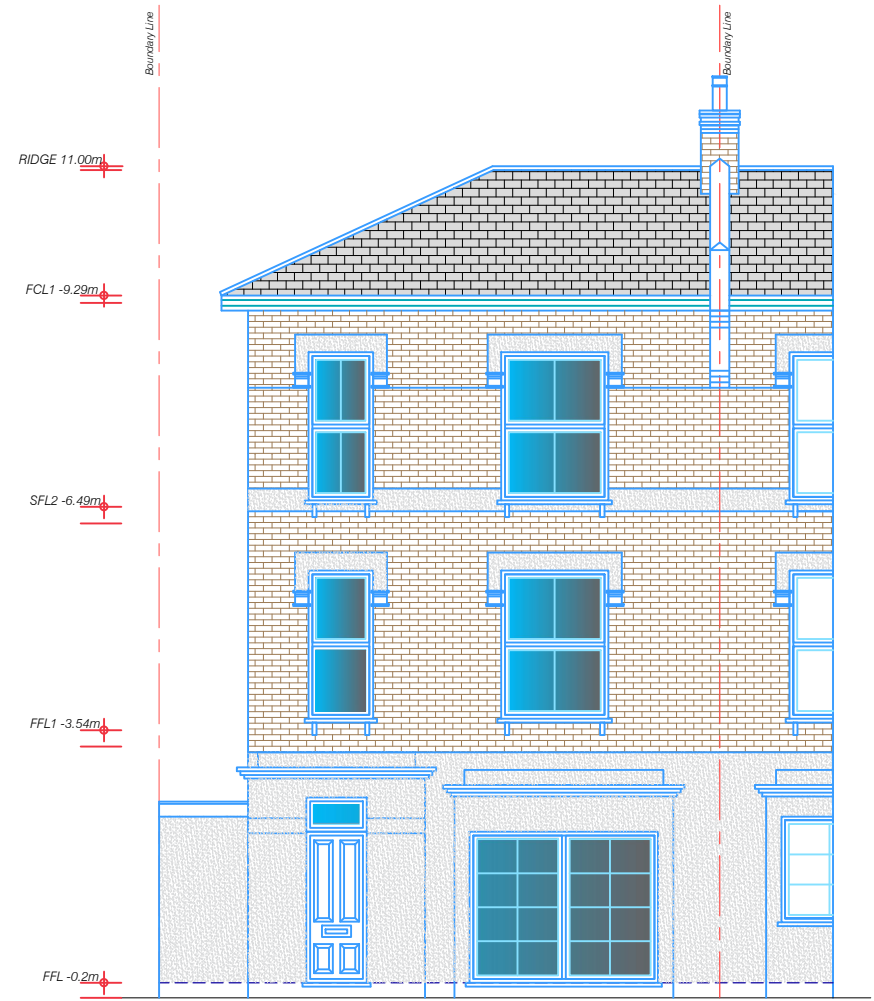 Boundary Line
Boundary Line
RIDGE 11.00m
FCL1 -9.29m
SFL2 -6.49m
FFL1 -3.54m
FFL -0.2m